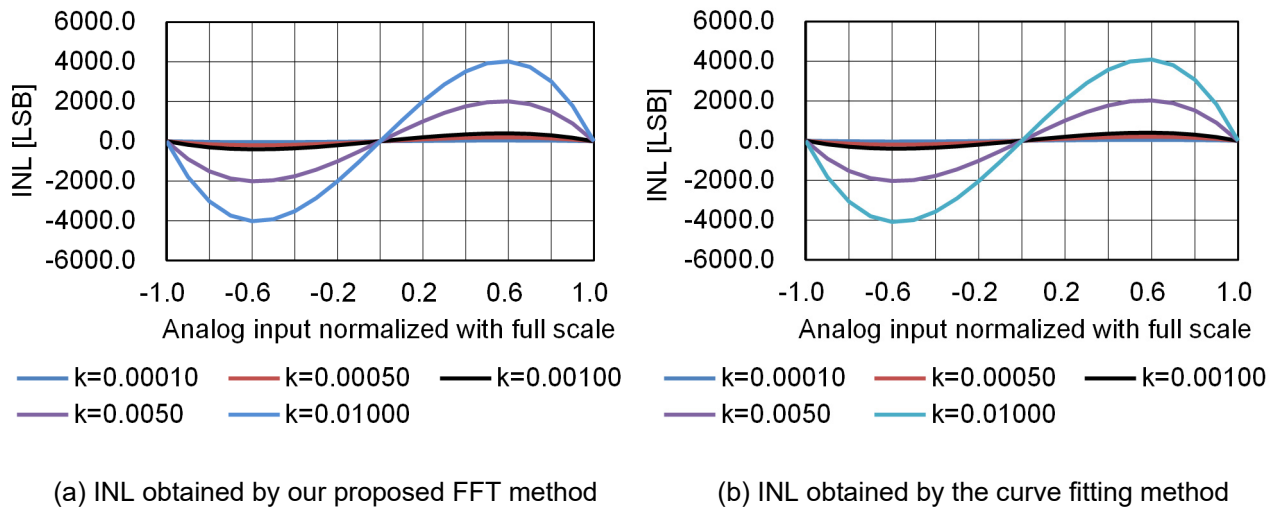 6000.0
4000.0
2000.0
0.0
-2000.0
-4000.0
-6000.0
INL [LSB]
-1.0 -0.6 -0.2 0.2 0.6 1.0
Analog input normalized with full scale
k=0.00010 k=0.00050 k=0.00100
k=0.0050 k=0.01000
(a) INL obtained by our proposed FFT method
6000.0
4000.0
2000.0
0.0
-2000.0
-4000.0
-6000.0
INL [LSB]
-1.0 -0.6 -0.2 0.2 0.6 1.0
Analog input normalized with full scale
k=0.00010 k=0.00050 k=0.00100
k=0.0050 k=0.01000
(b) INL obtained by the curve fitting method